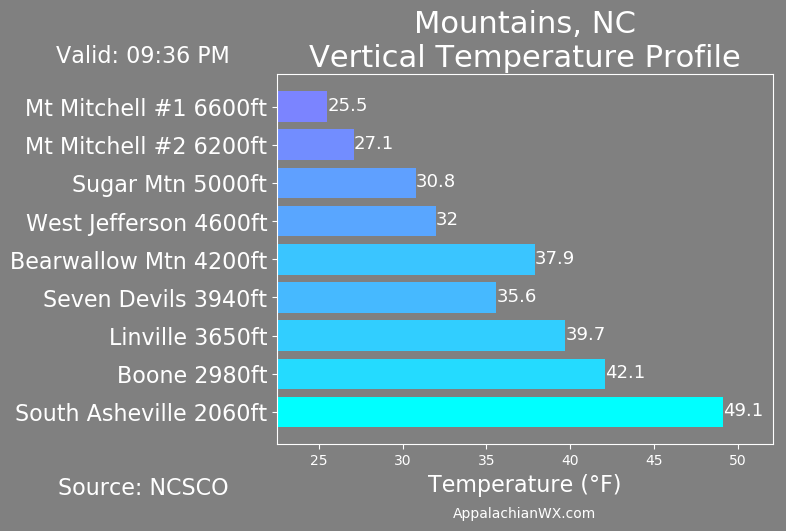 Mountains, NC
Vertical Temperature Profile
Valid: 09:36 PM
Mt Mitchell #1 6600ft 25.5
Mt Mitchell #2 6200ft 27.1
Sugar Mtn 5000ft 30.8
West Jefferson 4600ft 32
Bearwallow Mtn 4200ft 37.9
Seven Devils 3940ft 35.6
Linville 3650ft 39.7
Boone 2980ft 42.1
South Asheville 2060ft 49.1
25 30 35 40 45 50
Temperature (°F)
Source: NCSCO
AppalachianWX.com